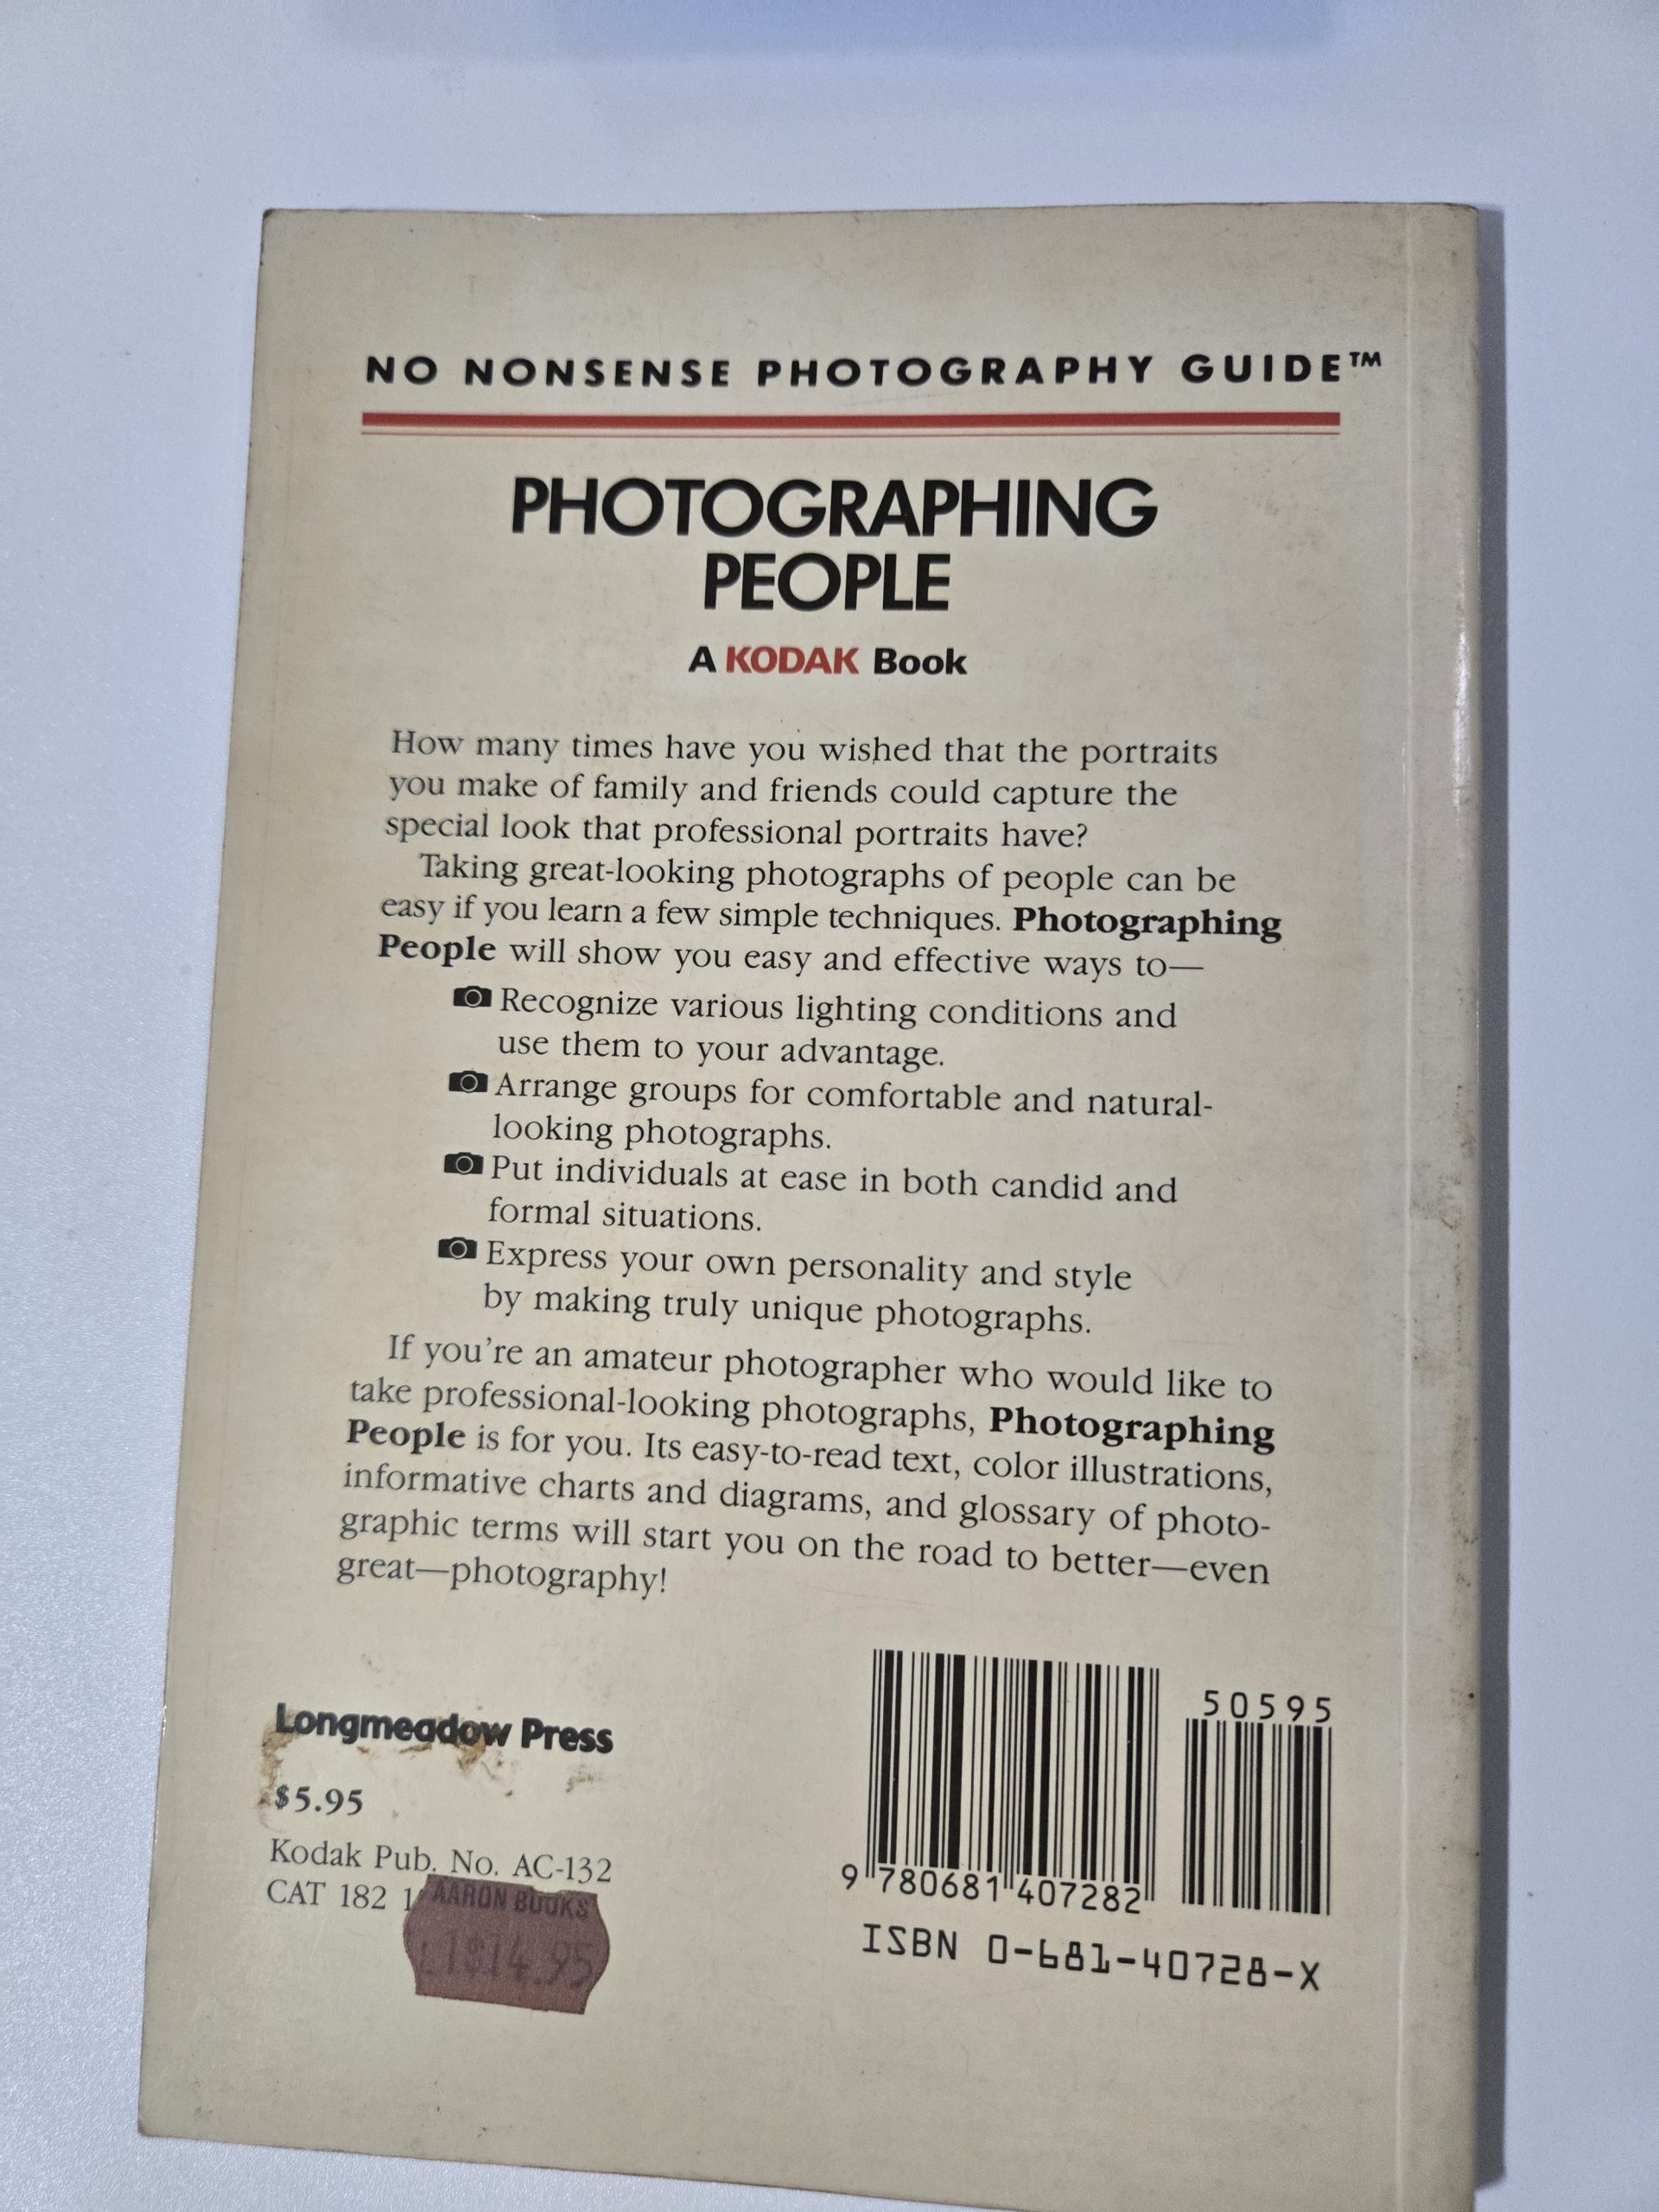 NO NONSENSE PHOTOGRAPHY GUIDE™
PHOTOGRAPHING
PEOPLE
A KODAK Book
How many times have you wished that the portraits
you make of family and friends could capture the
special look that professional portraits have?
Taking great-looking photographs of people can be
easy if you learn a few simple techniques. Photographing
People will show you easy and effective ways to—
Recognize various lighting conditions and
use them to your advantage.
Arrange groups for comfortable and natural-
looking photographs.
Put individuals at ease in both candid and
formal situations.
Express your own personality and style
by making truly unique photographs.
If you're an amateur photographer who would like to
take professional-looking photographs, Photographing
People is for you. Its easy-to-read text, color illustrations,
informative charts and diagrams, and glossary of photo-
graphic terms will start you on the road to better—even
great—photography!
Longmeadow Press
$5.95
Kodak Pub. No. AC-132
CAT 182
AARON BOOKS
$14.95
50595
9 780681 407282
ISBN 0-681-40728-X